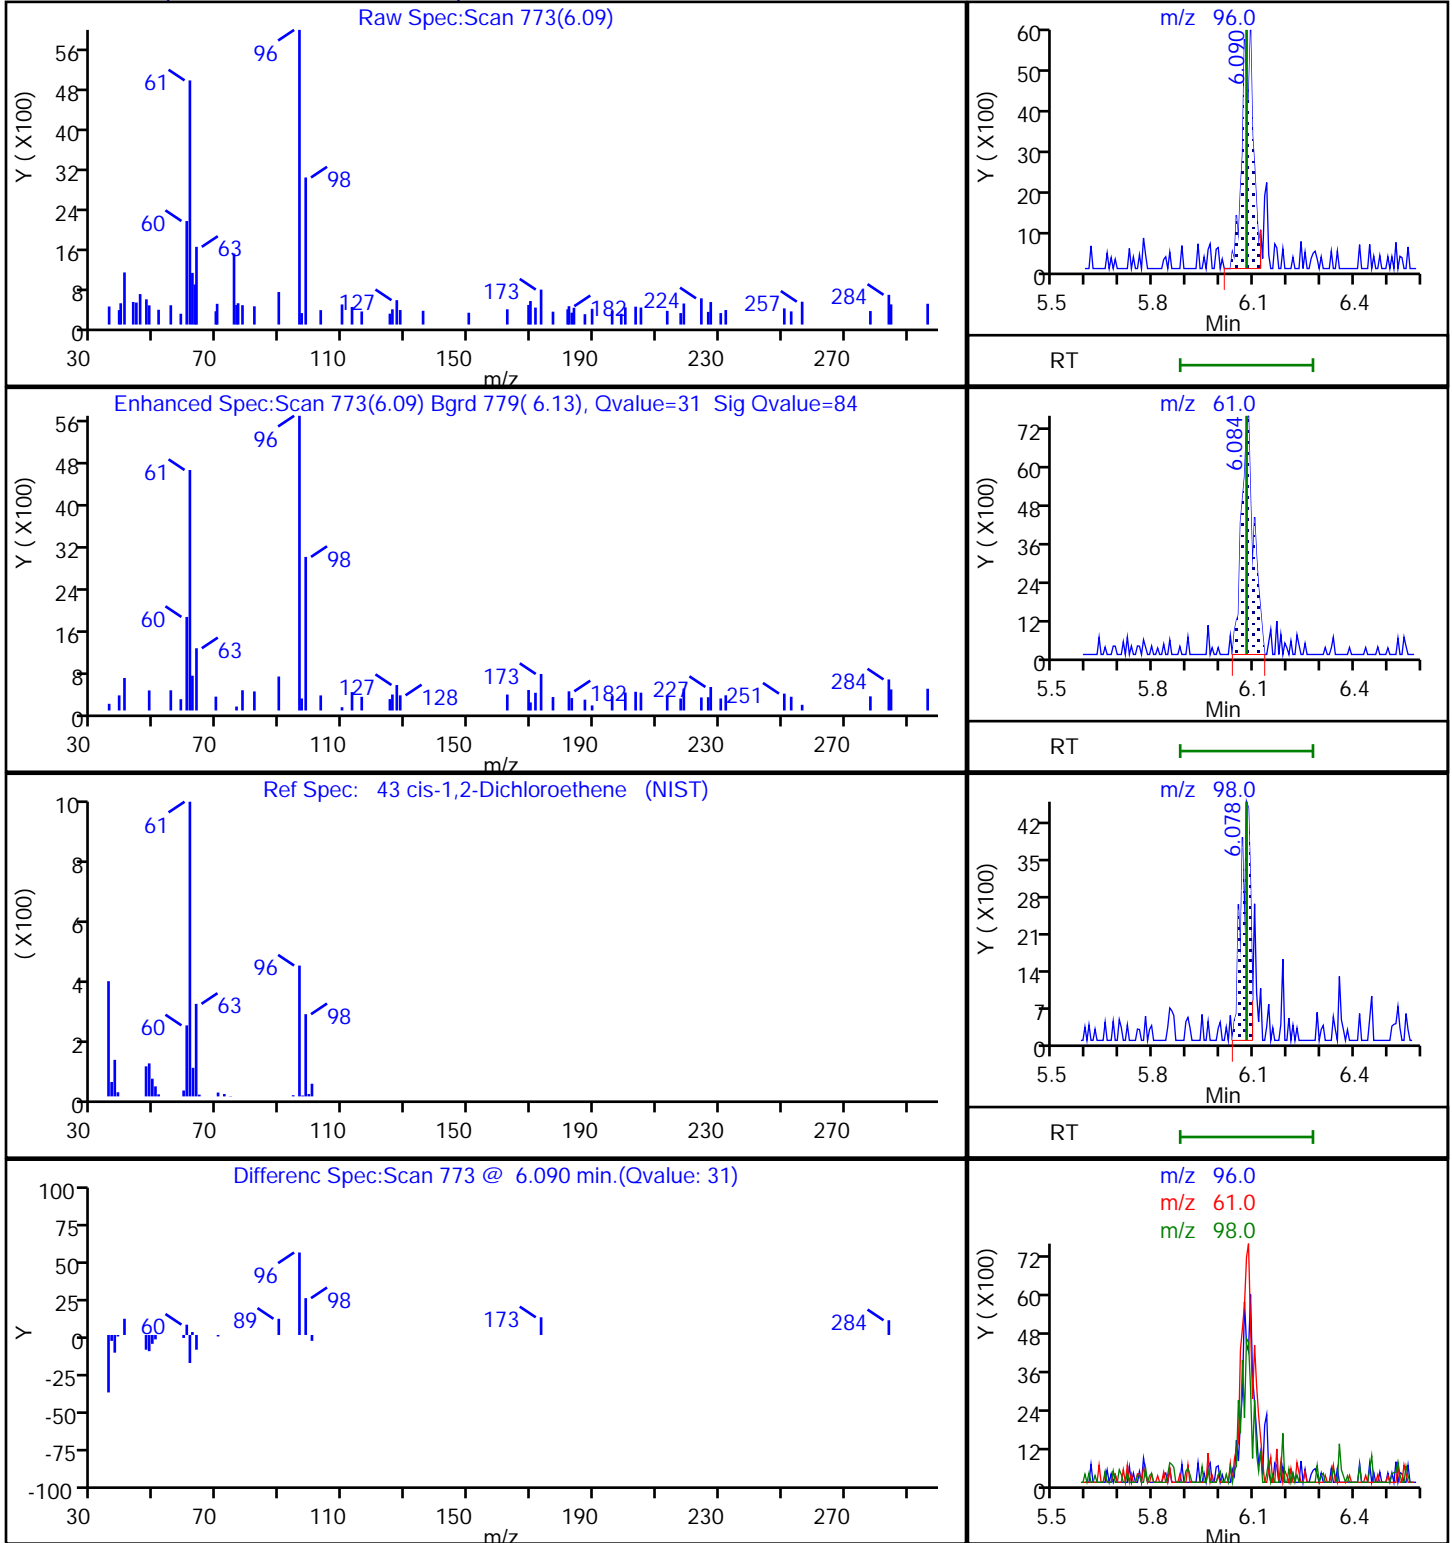 Raw Spec:Scan 773(6.09)
Y ( X100)
56
48
40
32
24
16
8
0
96
61
98
60
63
127
173
182
224
257
284
30 70 110 150 190 230 270
m/z
m/z 96.0
Y ( X100)
60
50
40
30
20
10
0
6.090
5.5 5.8 6.1 6.4
Min
RT
Enhanced Spec:Scan 773(6.09) Bgrd 779( 6.13), Qvalue=31 Sig Qvalue=84
Y ( X100)
56
48
40
32
24
16
8
0
96
61
98
60
63
127
128
173
182
227
251
284
30 70 110 150 190 230 270
m/z
m/z 61.0
Y ( X100)
72
60
48
36
24
12
0
6.084
5.5 5.8 6.1 6.4
Min
RT
Ref Spec: 43 cis-1,2-Dichloroethene (NIST)
( X100)
10
8
6
4
2
0
61
96
63
60
98
30 70 110 150 190 230 270
m/z 98.0
Y ( X100)
42
35
28
21
14
7
0
6.078
5.5 5.8 6.1 6.4
Min
RT
Differenc Spec:Scan 773 @ 6.090 min.(Qvalue: 31)
Y
100
75
50
25
0
-25
-50
-75
-100
96
98
60
89
173
284
30 70 110 150 190 230 270
m/z
m/z 96.0
m/z 61.0
m/z 98.0
Y ( X100)
72
60
48
36
24
12
0
5.5 5.8 6.1 6.4
Min